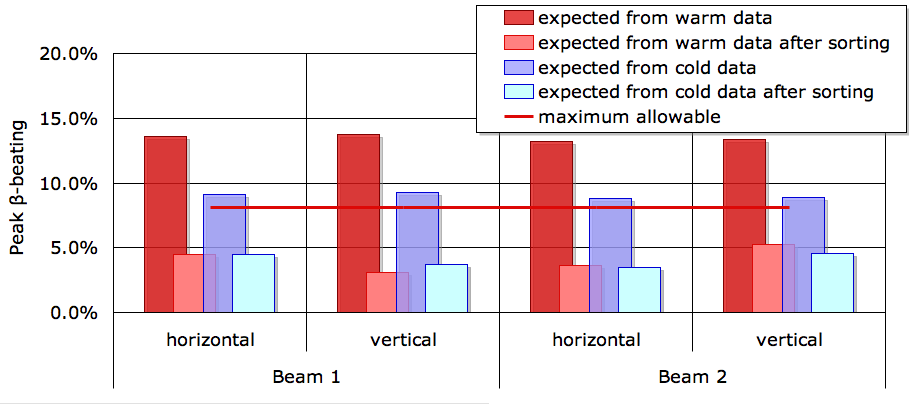 expected from warm data
expected from warm data after sorting
expected from cold data
expected from cold data after sorting
maximum allowable
Peak β-beating
20.0%
15.0%
10.0%
5.0%
0.0%
horizontal vertical horizontal vertical
Beam 1 Beam 2